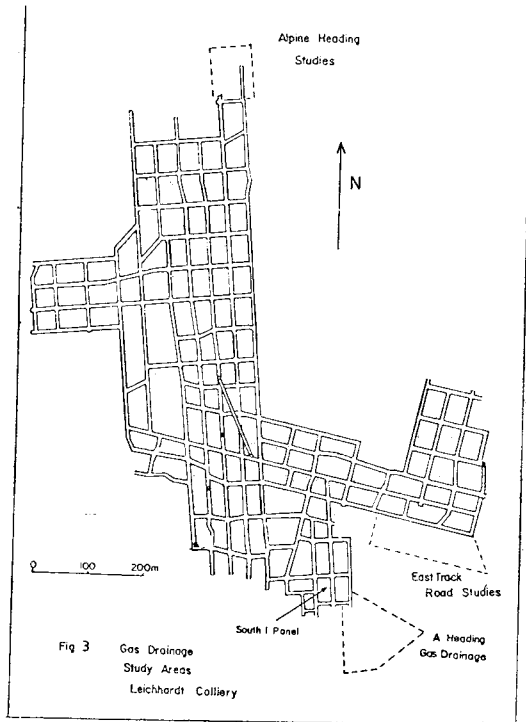 Alpine Heading
Studies
N
0 100 200m
East Track
Road Studies
South 1 Panel
A Heading
Gas Drainage
Fig 3 Gas Drainage
Study Areas
Leichhardt Colliery